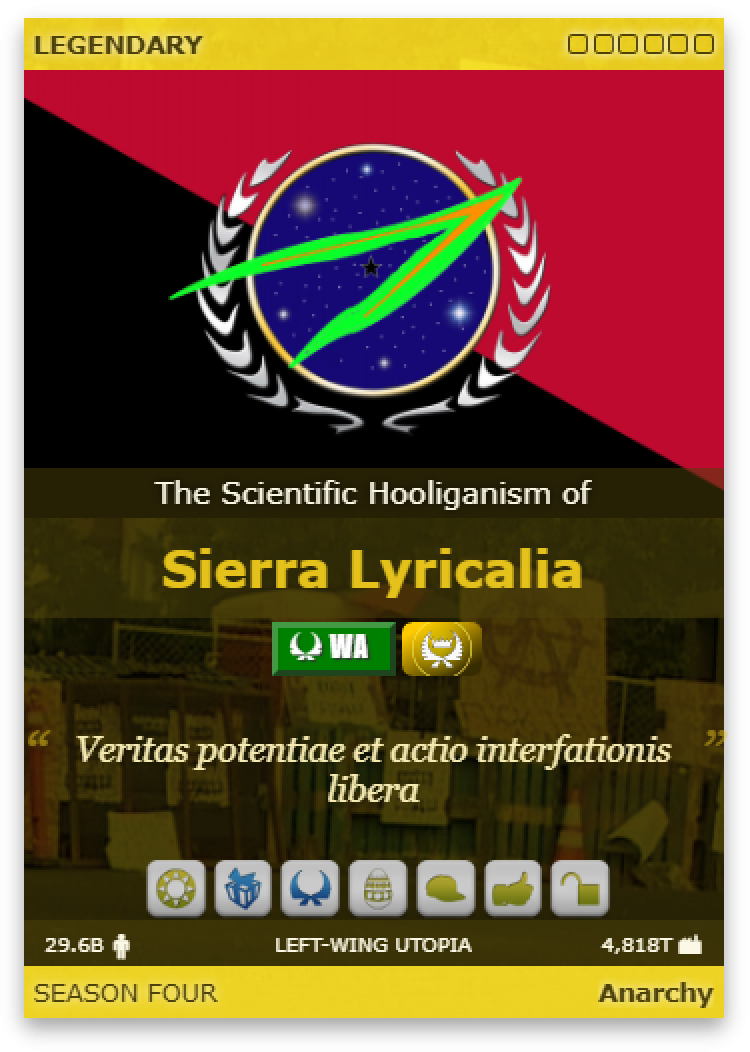 LEGENDARY
The Scientific Hooliganism of
Sierra Lyricalia
WA
“ Veritas potentiae et actio interfationis ”
libera
29.6B
LEFT-WING UTOPIA
4,818T
SEASON FOUR
Anarchy